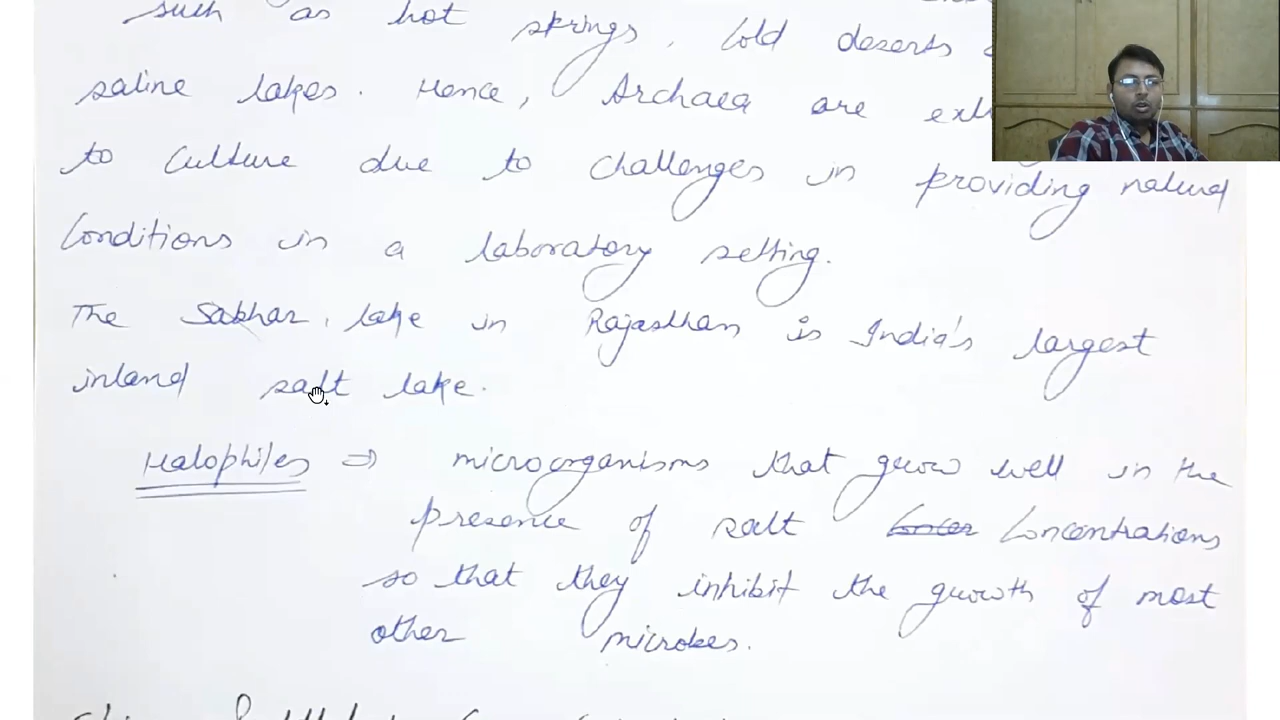 such as hot springs, Cold deserts
saline lakes. Hence, Archaea are
to Culture due to challenges in providing natural
Conditions in a laboratory setting.
The Sabhar lake in Rajasthan is India's largest
inland salt lake.
Halophiles ⇒ microorganisms that grow well in the
presence of salt Concentrations
so that they inhibit the growth of most
other microbes.